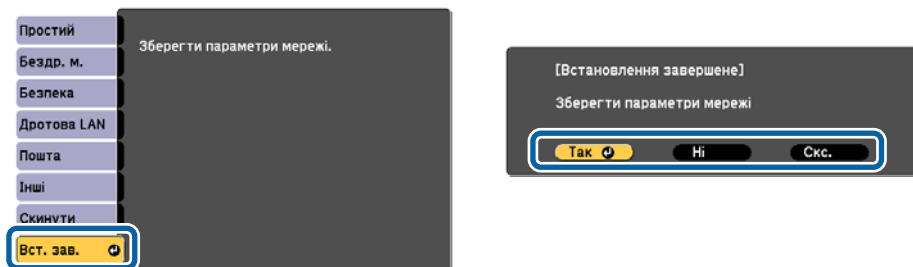 Простий
Бездр. м.
Безпека
Дротова LAN
Пошта
Інші
Скинути
Вст. зав.
Зберегти параметри мережі.
[Встановлення завершене]
Зберегти параметри мережі
Так
Ні
Скс.